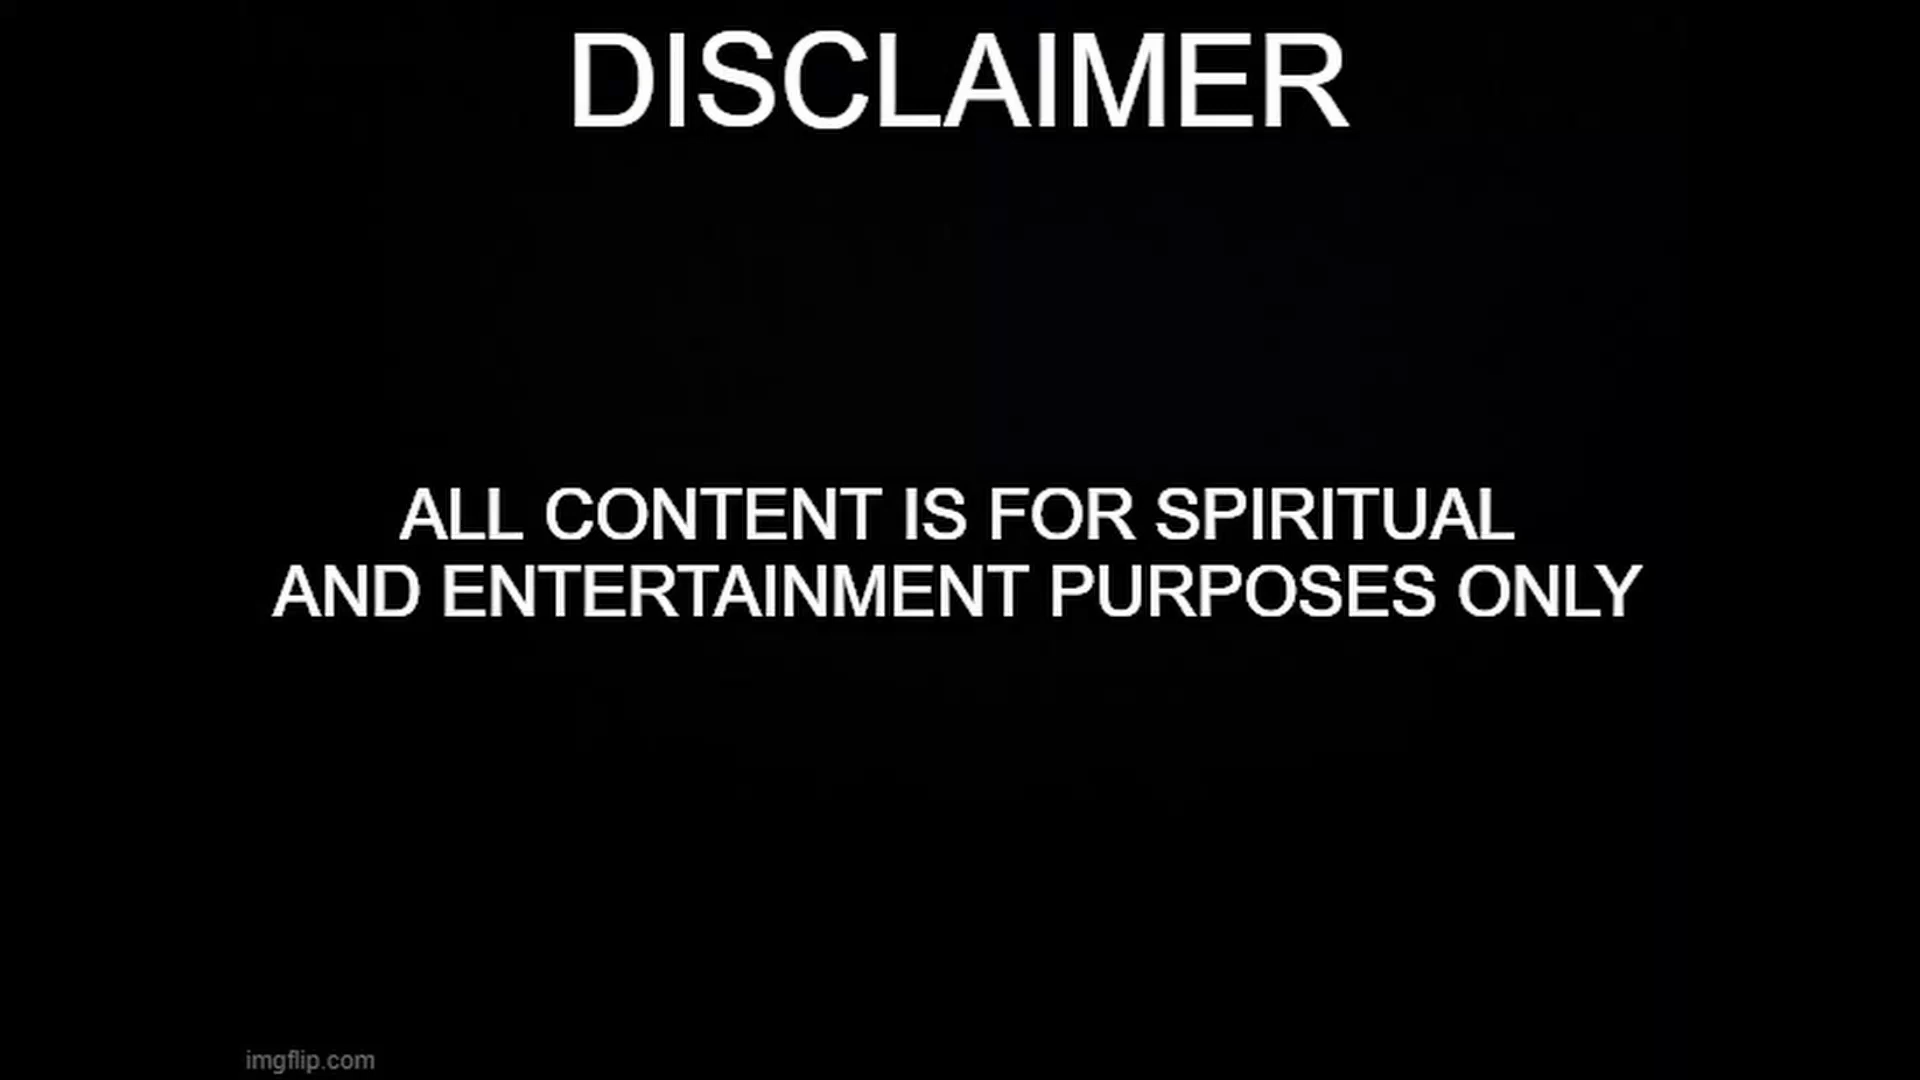 DISCLAIMER
ALL CONTENT IS FOR SPIRITUAL
AND ENTERTAINMENT PURPOSES ONLY
imgflip.com